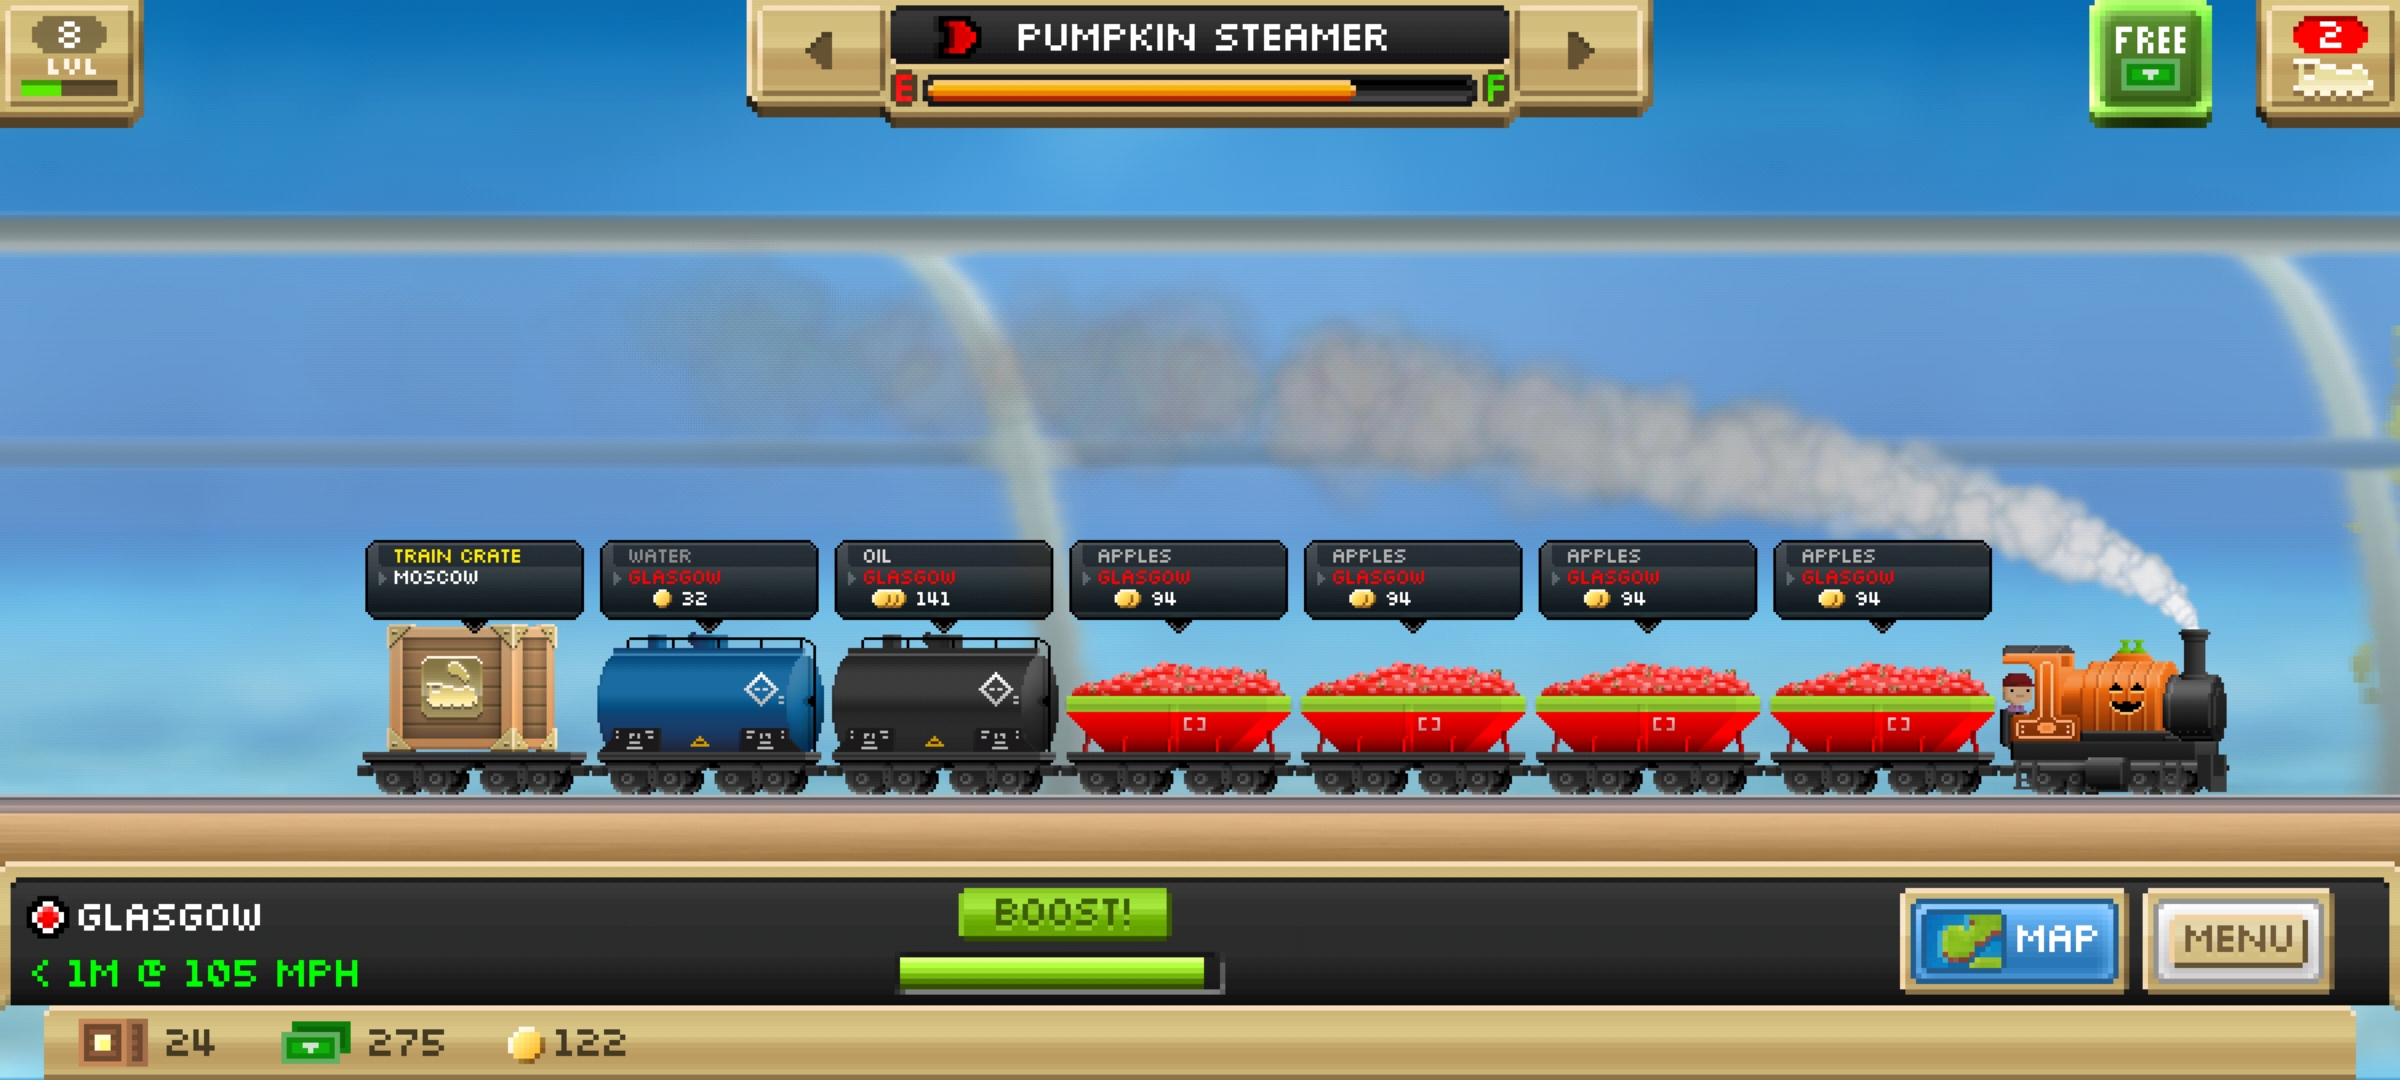 8
LVL
PUMPKIN STEAMER
E F
FREE
2
TRAIN CRATE
MOSCOW
WATER
GLASGOW
32
OIL
GLASGOW
141
APPLES
GLASGOW
94
APPLES
GLASGOW
94
APPLES
GLASGOW
94
APPLES
GLASGOW
94
GLASGOW
< 1M @ 105 MPH
BOOST!
MAP
MENU
24
275
122